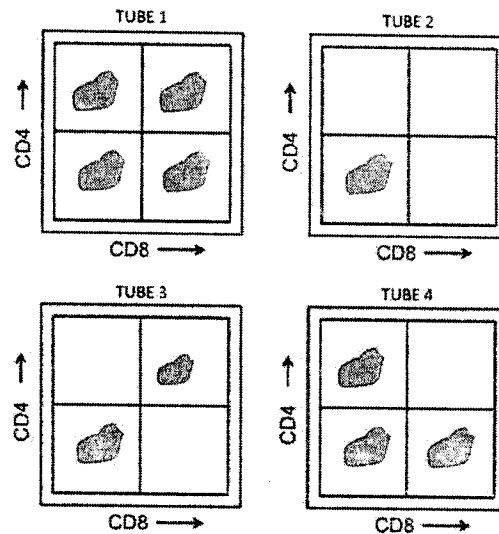 TUBE 1
CD4 →
CD8 →
TUBE 2
CD4 →
CD8 →
TUBE 3
CD4 →
CD8 →
TUBE 4
CD4 →
CD8 →